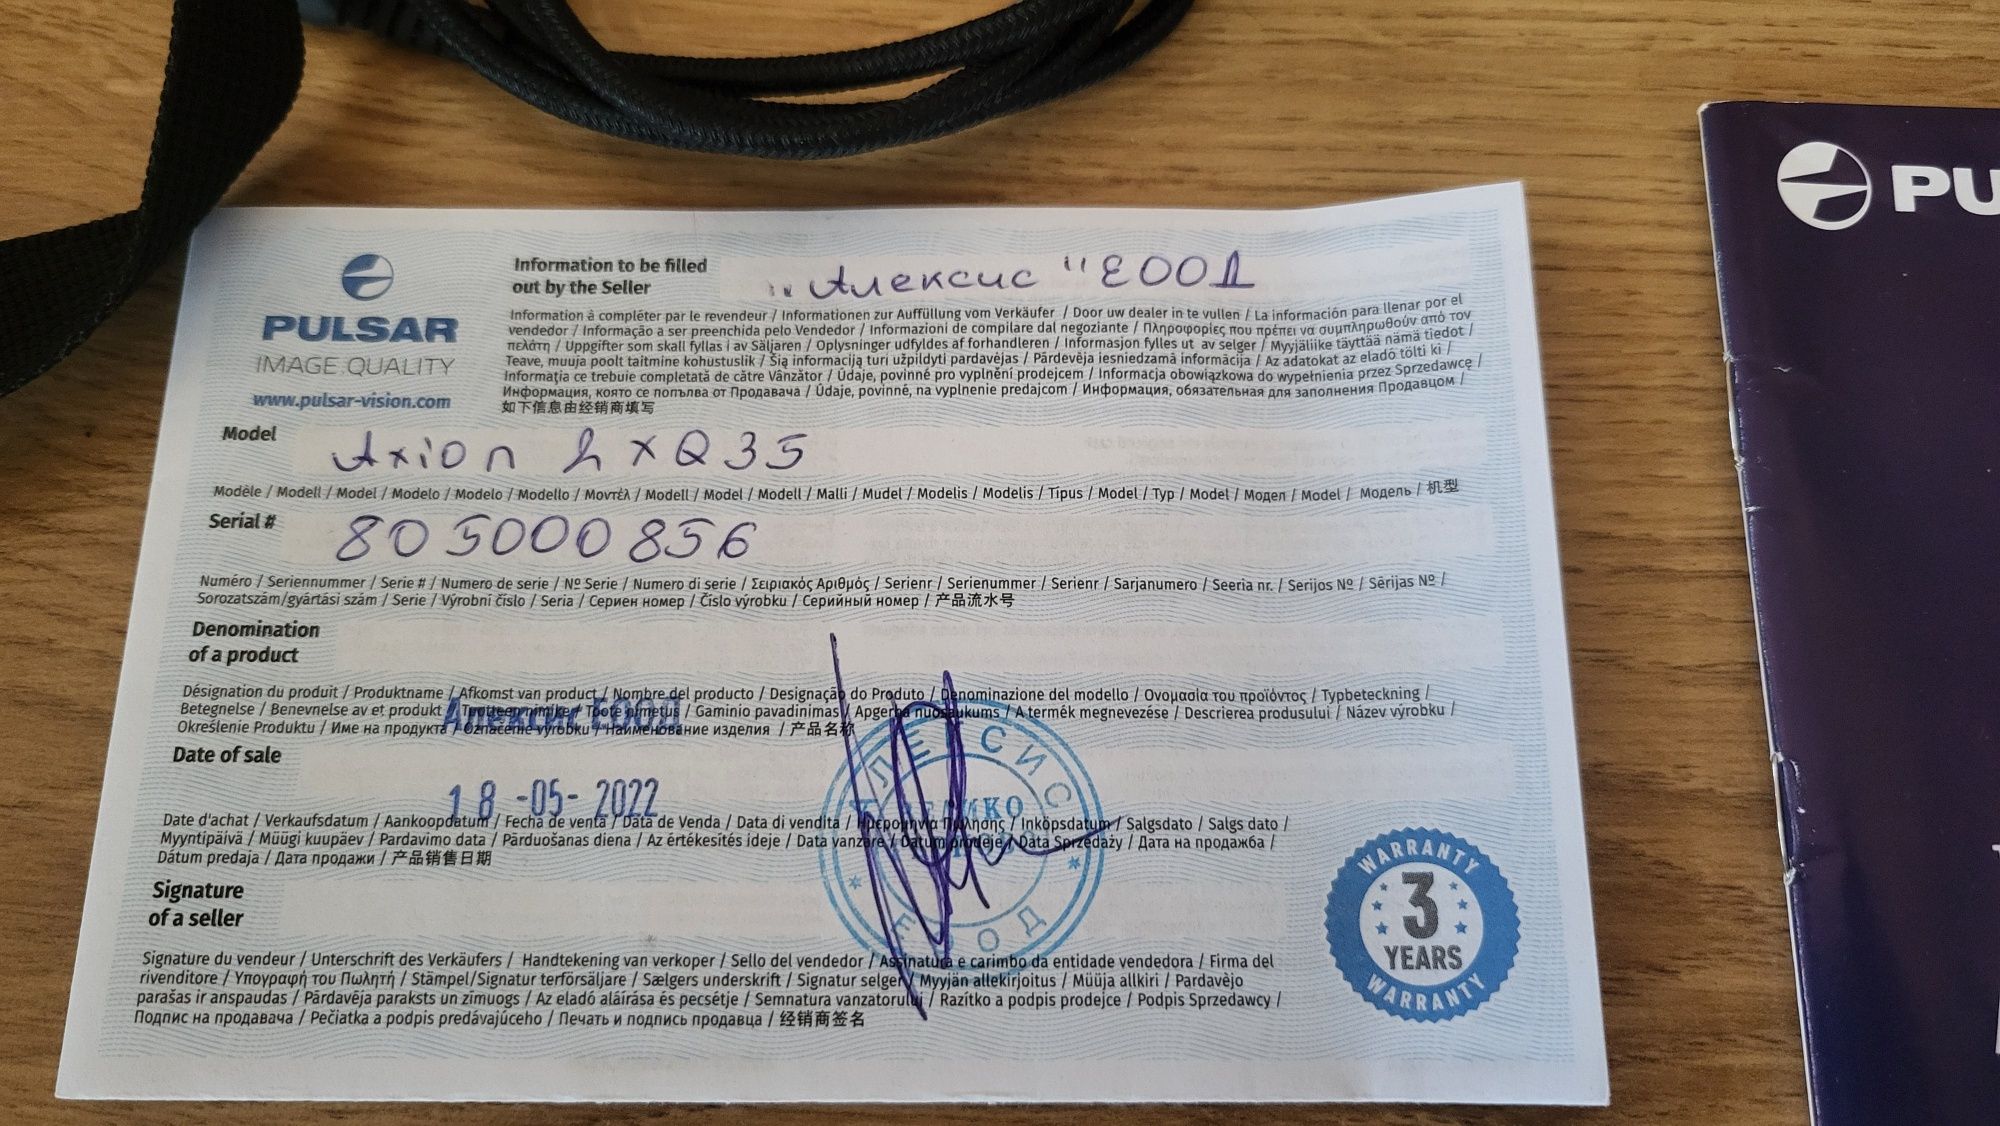 PULSAR
IMAGE QUALITY
www.pulsar-vision.com
Information to be filled
out by the Seller
"Алексис" ЕООД
Information à compléter par le revendeur / Informationen zur Auffüllung vom Verkäufer / Door uw dealer in te vullen / La información para llenar por el
vendedor / Informação a ser preenchida pelo Vendedor / Informazioni de compilare dal negoziante / Πληροφορίες που πρέπει να συμπληρωθούν από τον
πελάτη / Uppgifter som skall fyllas i av Säljaren / Oplysninger udfyldes af forhandleren / Informasjon fylles ut av selger / Myyjäliike täyttää nämä tiedot /
Teave, muuja poolt taitmine kohustuslik / Šią informaciją turi užpildyti pardavėjas / Pārdevēja iesniedzamā informācija / Az adatokat az eladó tölti ki /
Informaţia ce trebuie completată de către Vânzător / Údaje, povinné pro vyplnění prodejcem / Informacja obowiązkowa do wypełnienia przez Sprzedawcę /
Информация, която се попълва от Продавача / Údaje, povinné, na vyplnenie predajcom / Информация, обязательная для заполнения Продавцом /
如下信息由经销商填写
Model
Axion 2 XQ35
Modèle / Modell / Model / Modelo / Modelo / Modello / Μοντέλ / Modell / Model / Modell / Malli / Mudel / Modelis / Modelis / Típus / Model / Typ / Model / Модел / Model / Модель / 机型
Serial #
805000856
Numéro / Seriennummer / Serie # / Numero de serie / Nº Serie / Numero di serie / Σειριακός Αριθμός / Serienr / Serienummer / Serienr / Sarjanumero / Seeria nr. / Serijos Nº / Sērijas Nº /
Sorozatszám/gyártási szám / Serie / Výrobní číslo / Seria / Сериен номер / Číslo výrobku / Серийный номер / 产品流水号
Denomination
of a product
Désignation du produit / Produktname / Afkomst van product / Nombre del producto / Designação do Produto / Denominazione del modello / Ονομασία του προϊόντος / Typbeteckning /
Betegnelse / Benevnelse av et produkt / Tuotteen nimike / Toote nimetus / Gaminio pavadinimas / Apgerba nuosaukums / A termék megnevezése / Descrierea produsului / Název výrobku /
Określenie Produktu / Име на продукта / Označenie výrobku / Наименование изделия / 产品名称
Алексис ЕООД
Date of sale
18 -05- 2022
Date d'achat / Verkaufsdatum / Aankoopdatum / Fecha de venta / Data de Venda / Data di vendita / Ημερομηνία Πώλησης / Inköpsdatum / Salgsdato / Salgs dato /
Myyntipäivä / Müügi kuupäev / Pardavimo data / Pārduošanas diena / Az értékesítés ideje / Data vanzare / Datum prodeje / Data Sprzedaży / Дата на продажба /
Dátum predaja / Дата продажи / 产品销售日期
АЛЕКСИС
ВЕЛИКО
ЕООД
Signature
of a seller
Signature du vendeur / Unterschrift des Verkäufers / Handtekening van verkoper / Sello del vendedor / Assinatura e carimbo da entidade vendedora / Firma del
rivenditore / Υπογραφή του Πωλητή / Stämpel/Signatur terförsäljare / Sælgers underskrift / Signatur selger / Myyjän allekirjoitus / Müüja allkiri / Pardavėjo
parašas ir anspaudas / Pārdavēja paraksts un zīmuogs / Az eladó aláírása és pecsétje / Semnatura vanzatorului / Razítko a podpis prodejce / Podpis Sprzedawcy /
Подпис на продавача / Pečiatka a podpis predávajúceho / Печать и подпись продавца / 经销商签名
WARRANTY
3
YEARS
WARRANTY
PU